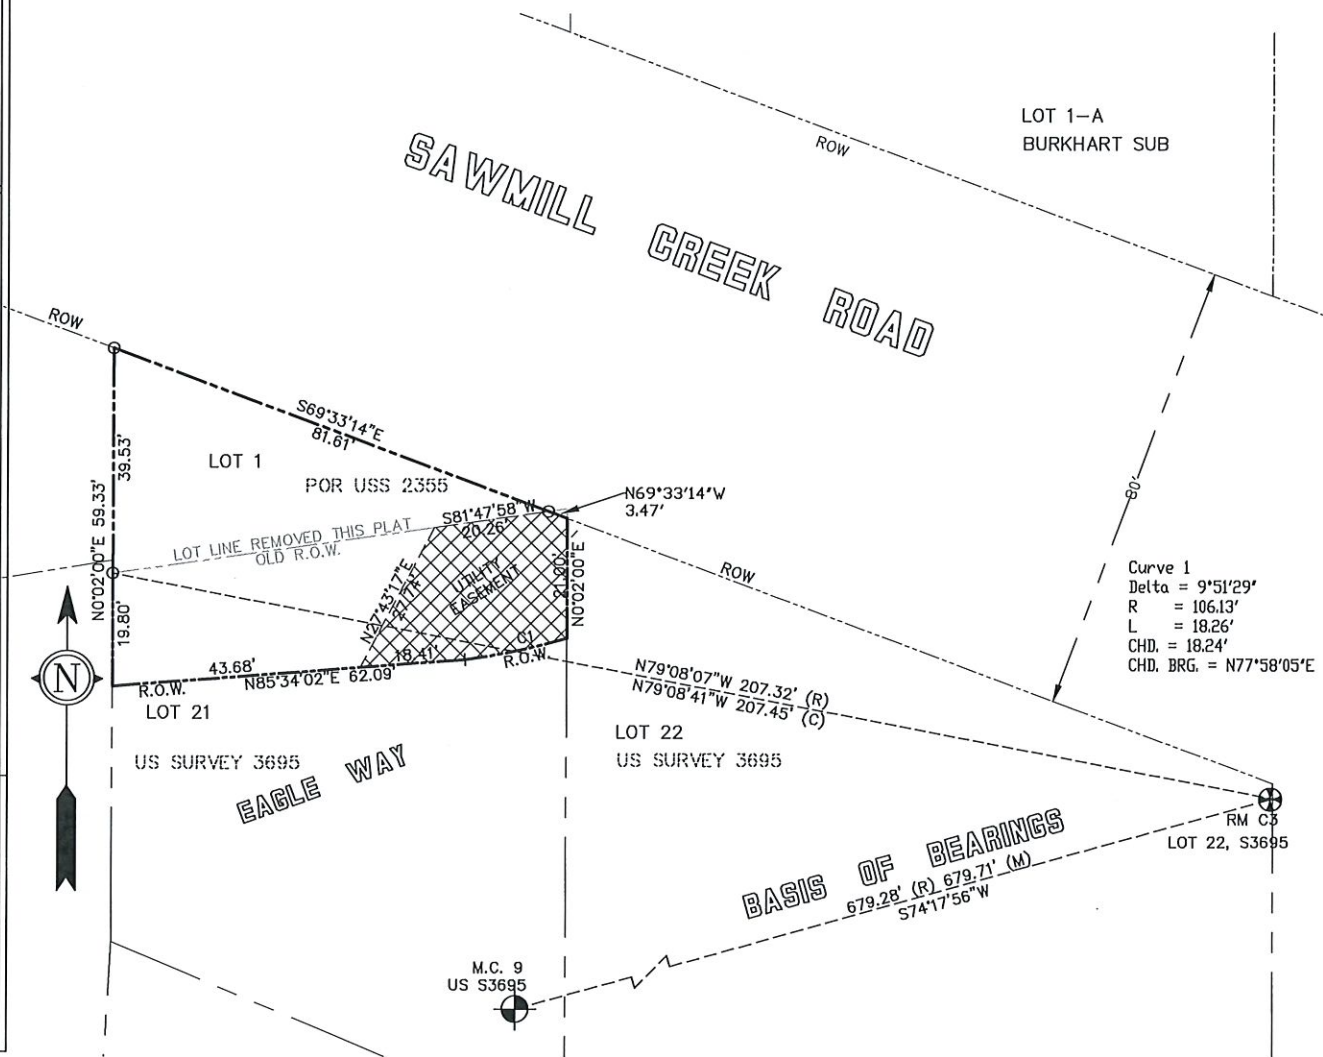 LOT 1-A
BURKHART SUB
ROW
SAWMILL CREEK ROAD
ROW
S69°33'14"E
81.61'
39.53'
LOT 1
POR USS 2355
N69°33'14"W
3.47'
S81°47'58"W
20.26'
LOT LINE REMOVED THIS PLAT
OLD R.O.W.
N0°02'00"E 59.33'
19.80'
N27°43'17"E
27.74'
UTILITY
EASEMENT
21.00'
N0°02'00"E
ROW
80'
Curve 1
Delta = 9°51'29"
R = 106.13'
L = 18.26'
CHD. = 18.24'
CHD. BRG. = N77°58'05"E
C1
R.O.W.
18.41'
43.68'
N85°34'02"E 62.09'
R.O.W.
N
LOT 21
US SURVEY 3695
N79°08'07"W 207.32' (R)
N79°08'41"W 207.45' (C)
LOT 22
US SURVEY 3695
EAGLE WAY
RM C3
LOT 22, S3695
BASIS OF BEARINGS
679.28' (R) 679.71' (M)
S74°17'56"W
M.C. 9
US S3695